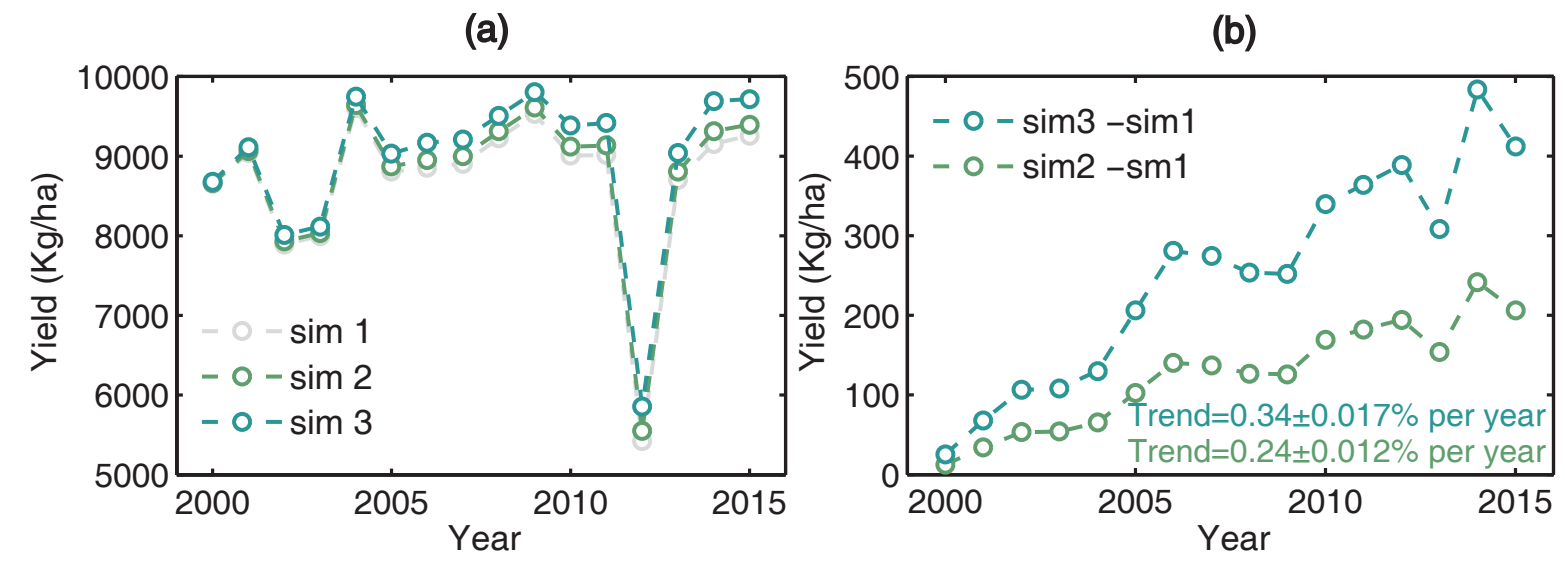 (a)
10000
9000
8000
7000
6000
5000
Yield (Kg/ha)
sim 1
sim 2
sim 3
2000 2005 2010 2015
Year
(b)
500
400
300
200
100
0
Yield (Kg/ha)
sim3 −sim1
sim2 −sm1
Trend=0.34±0.017% per year
Trend=0.24±0.012% per year
2000 2005 2010 2015
Year